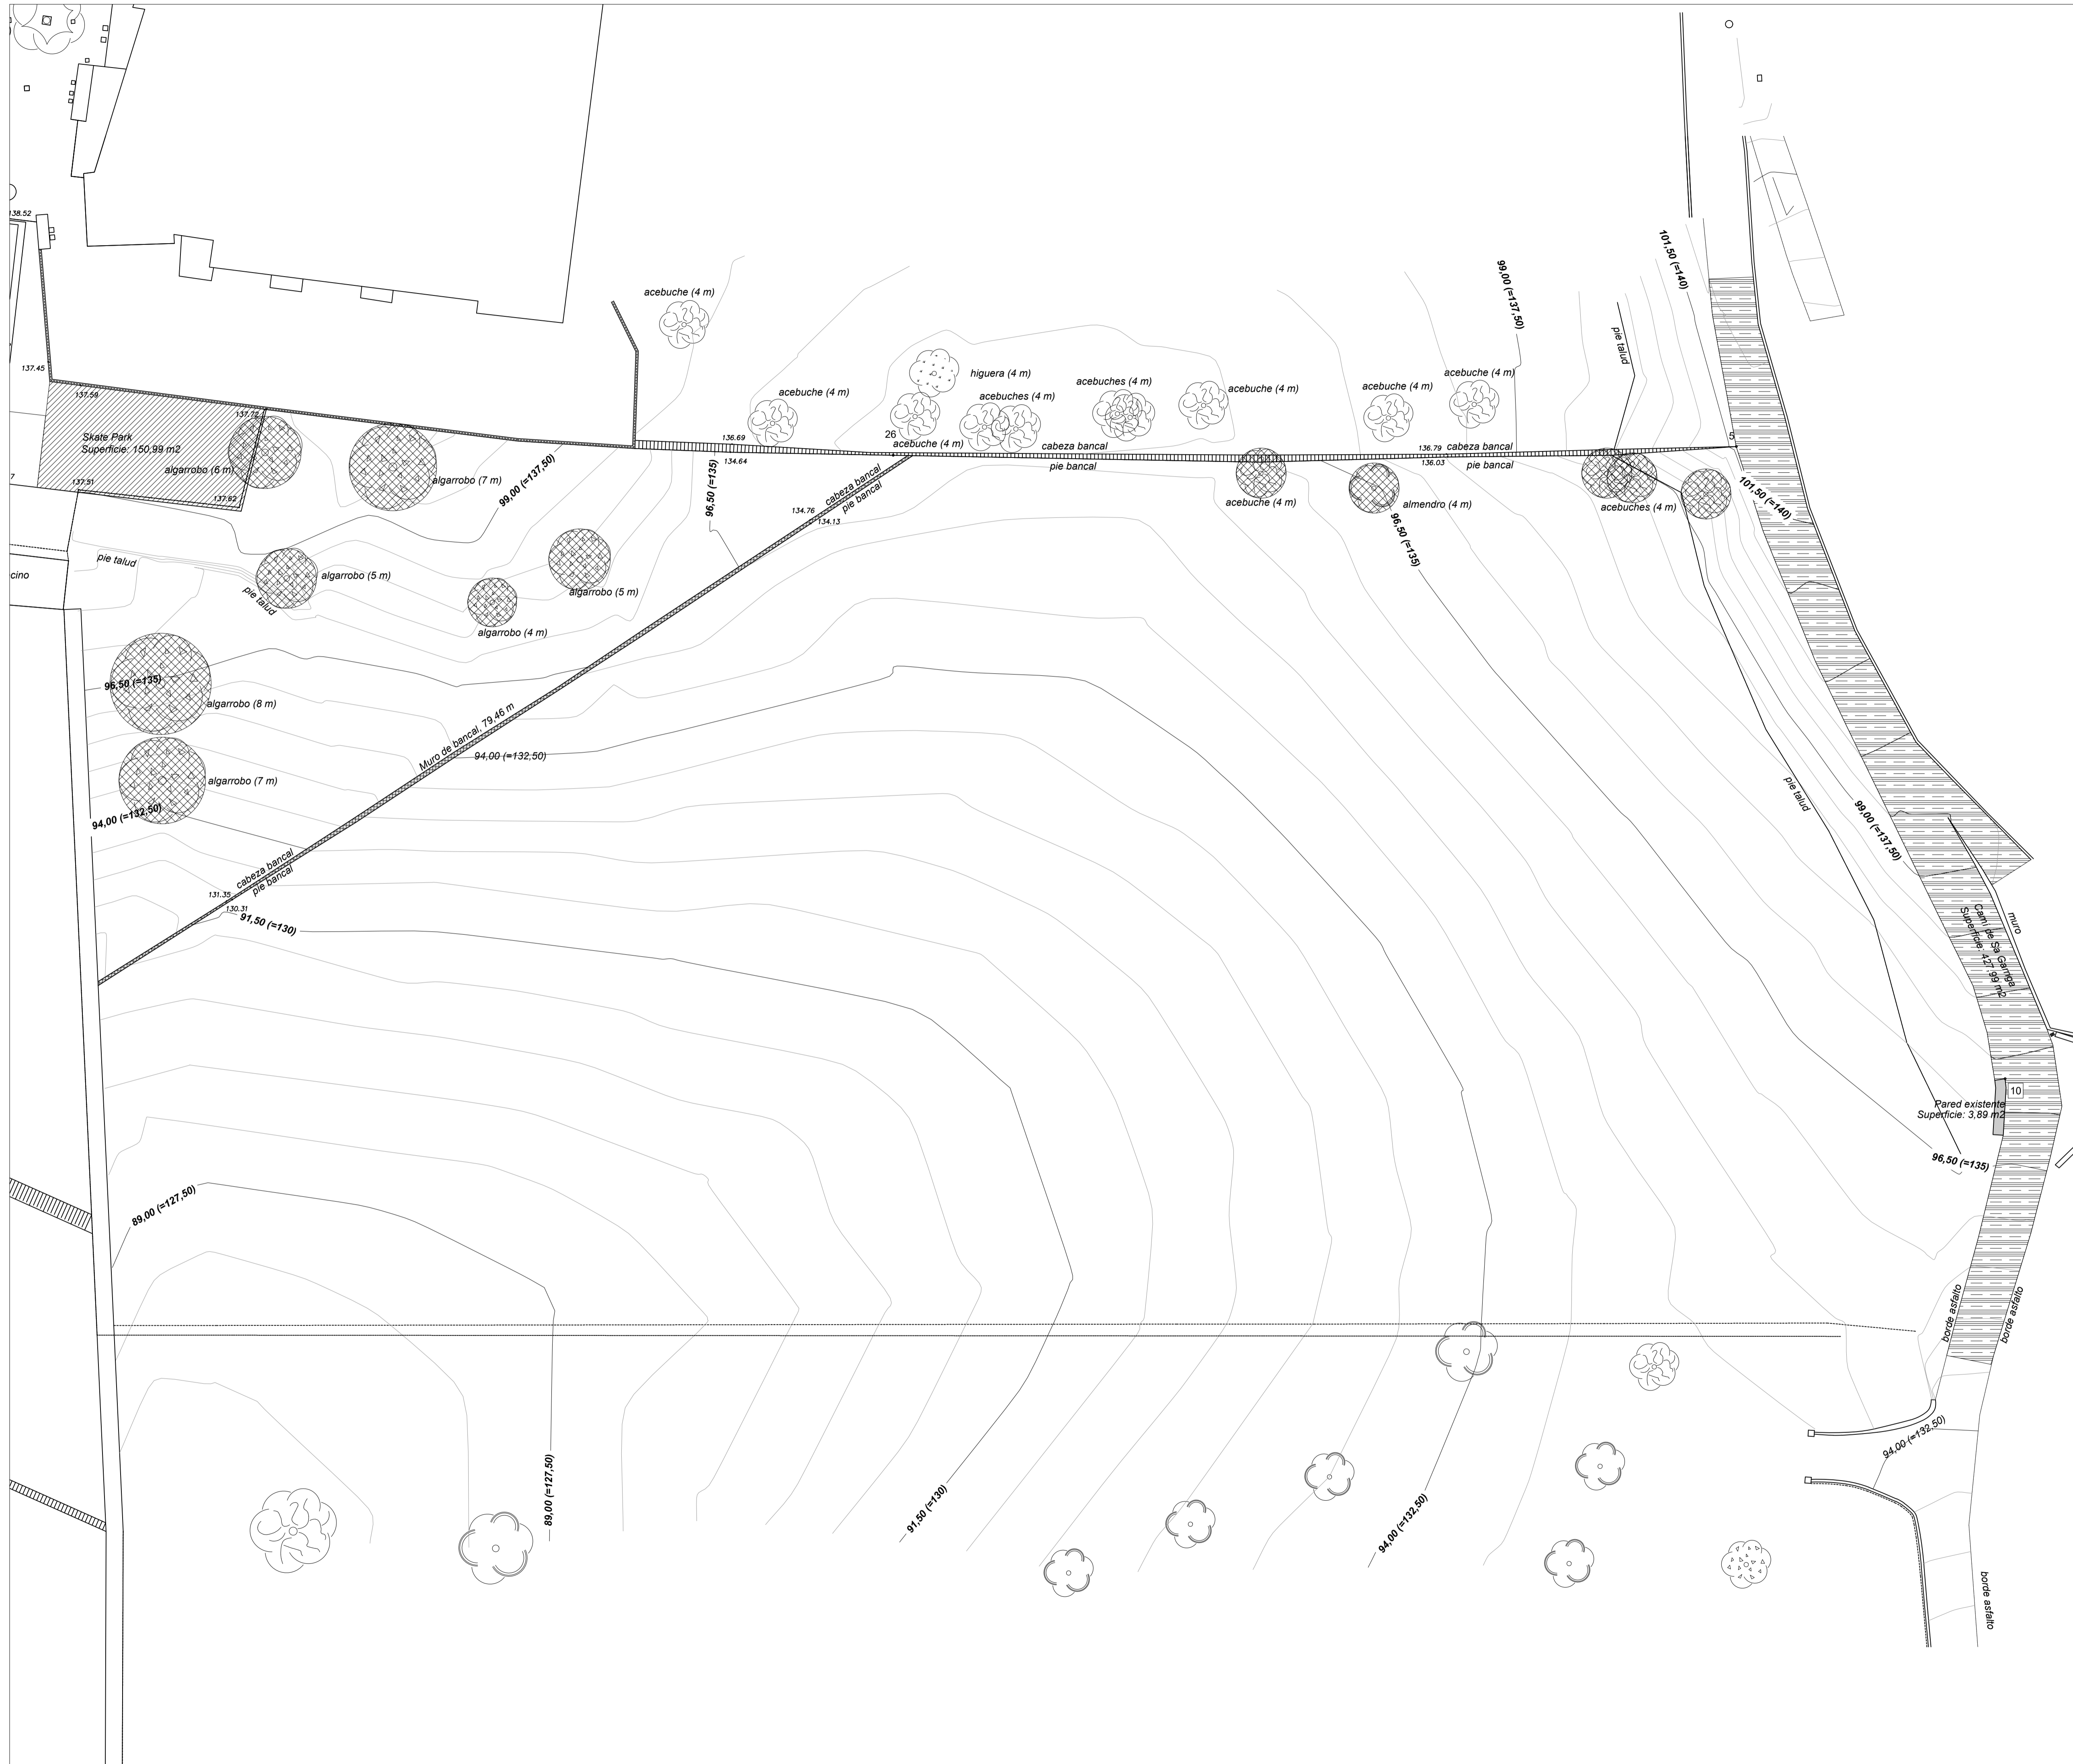 138.52
101,50 (=140)
99,00 (=137,50)
acebuche (4 m)
pie talud
137.45
higuera (4 m)
acebuche (4 m)
137.59
acebuche (4 m)
acebuches (4 m)
acebuche (4 m)
acebuche (4 m)
acebuches (4 m)
137.72
26
136.69
Skate Park
Superficie: 150,99 m2
acebuche (4 m)
cabeza bancal
136.79
cabeza bancal
5
134.64
pie bancal
136.03
pie bancal
algarrobo (6 m)
96,50 (=135)
7
137.51
algarrobo (7 m)
99,00 (=137,50)
cabeza bancal
pie bancal
acebuche (4 m)
almendro (4 m)
acebuches (4 m)
101,50 (=140)
137.62
134.76
134.13
96,50 (=135)
pie talud
cino
algarrobo (5 m)
pie talud
algarrobo (5 m)
algarrobo (4 m)
96,50 (=135)
algarrobo (8 m)
Muro de bancal, 79,46 m
94,00 (=132,50)
algarrobo (7 m)
94,00 (=132,50)
pie talud
99,00 (=137,50)
cabeza bancal
pie bancal
131.35
130.31
91,50 (=130)
muro
Camí de Sa Garriga
Superficie: 427,99 m2
10
Pared existente
Superficie: 3,89 m2
96,50 (=135)
89,00 (=127,50)
borde asfalto
borde asfalto
94,00 (=132,50)
89,00 (=127,50)
91,50 (=130)
94,00 (=132,50)
borde asfalto